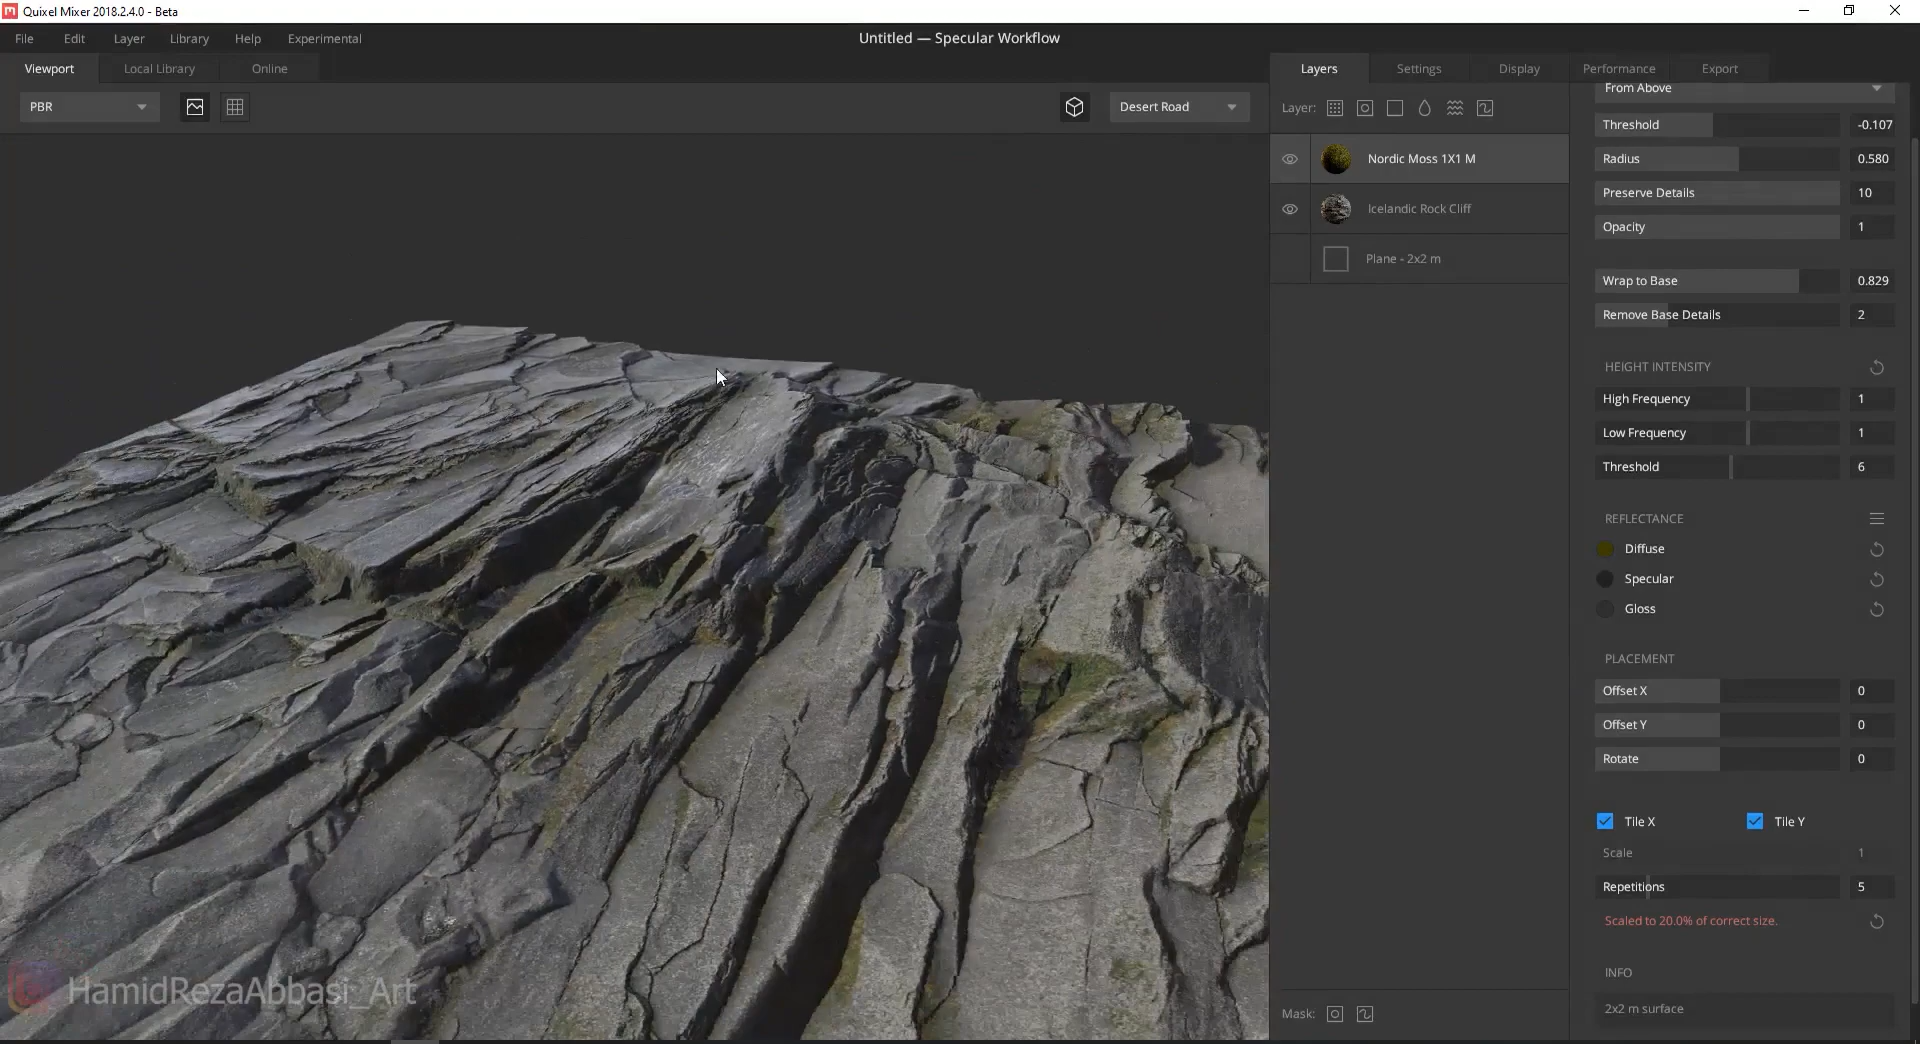 Quixel Mixer 2018.2.4.0 - Beta
File Edit Layer Library Help Experimental
Untitled — Specular Workflow
Viewport Local Library Online
Layers Settings Display Performance Export
PBR
Desert Road
Layer:
Nordic Moss 1X1 M
Icelandic Rock Cliff
Plane - 2x2 m
From Above
Threshold -0.107
Radius 0.580
Preserve Details 10
Opacity 1
Wrap to Base 0.829
Remove Base Details 2
HEIGHT INTENSITY
High Frequency 1
Low Frequency 1
Threshold 6
REFLECTANCE
Diffuse
Specular
Gloss
PLACEMENT
Offset X 0
Offset Y 0
Rotate 0
Tile X Tile Y
Scale 1
Repetitions 5
Scaled to 20.0% of correct size.
INFO
2x2 m surface
Mask:
HamidRezaAbbasi_Art